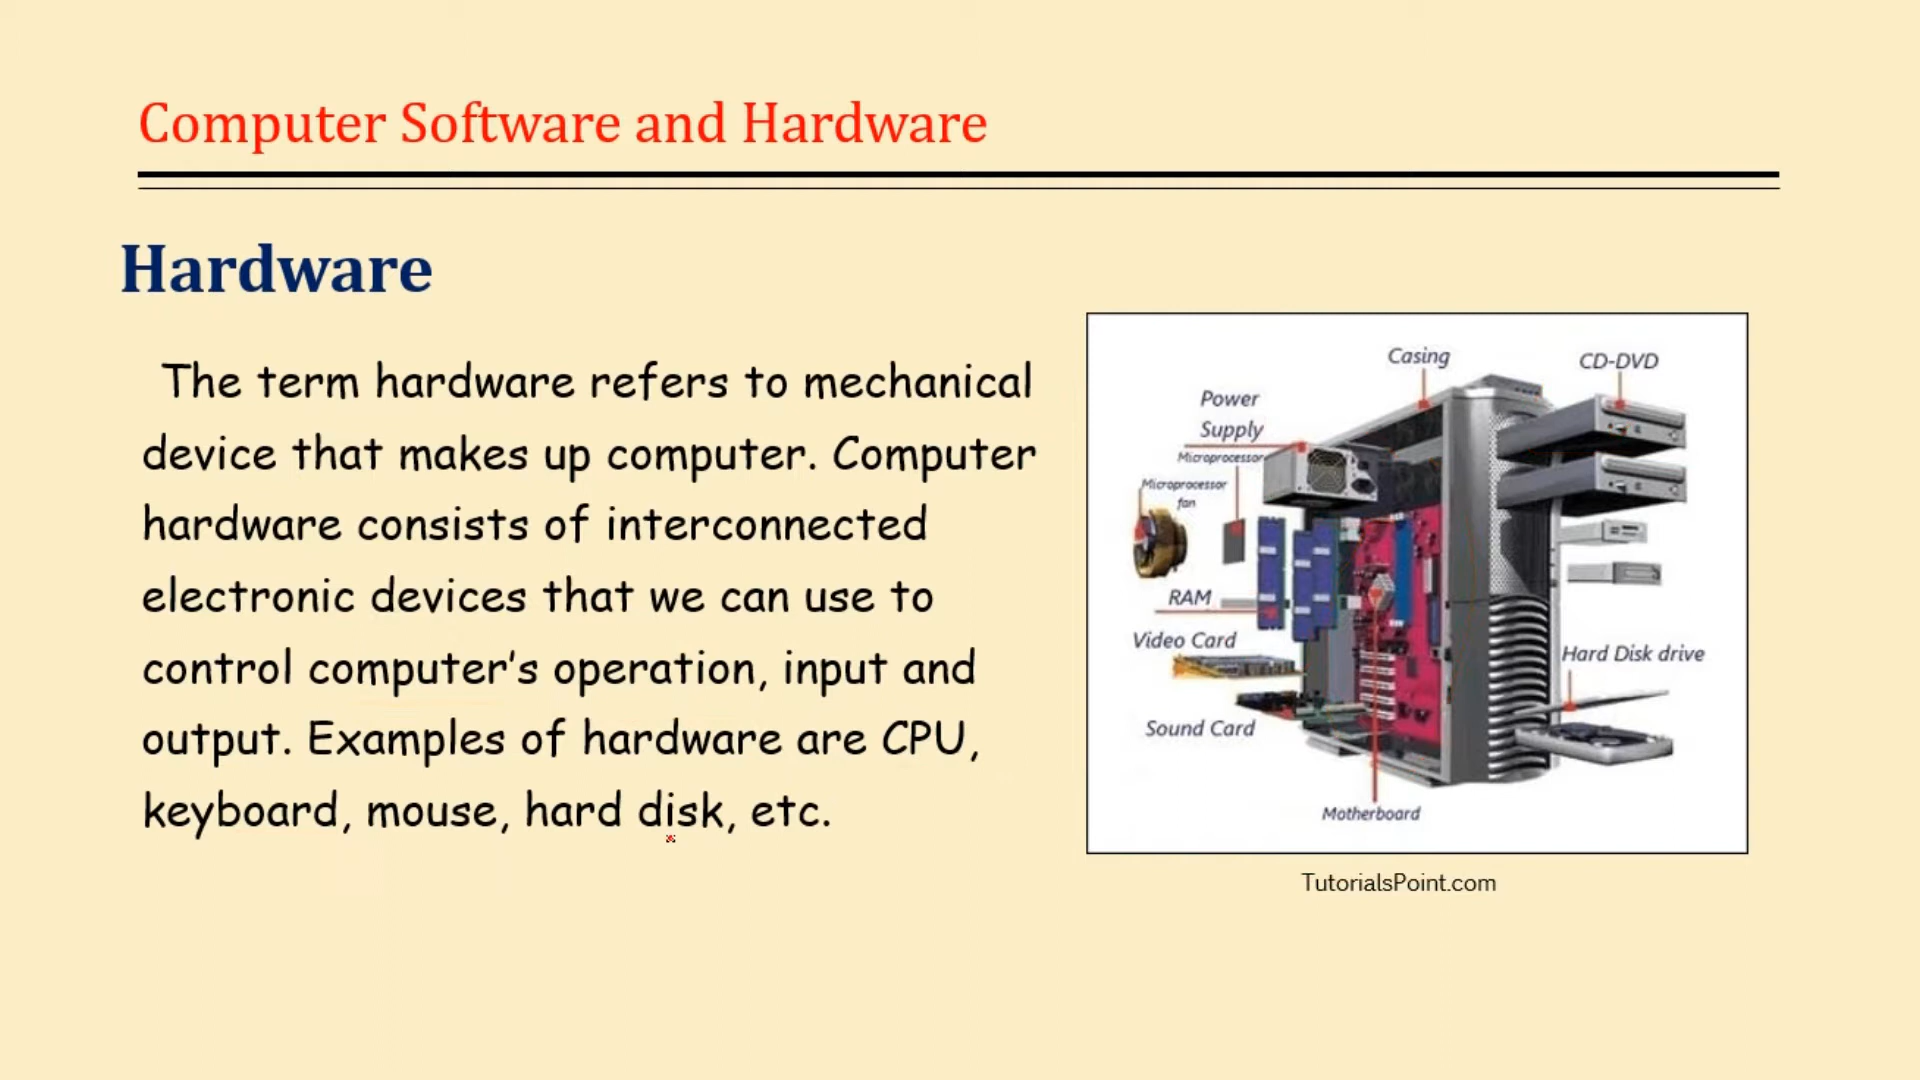 Computer Software and Hardware
Hardware
The term hardware refers to mechanical
device that makes up computer. Computer
hardware consists of interconnected
electronic devices that we can use to
control computer's operation, input and
output. Examples of hardware are CPU,
keyboard, mouse, hard disk, etc.
Casing
CD-DVD
Power
Supply
Microprocessor
Microprocessor
fan
RAM
Video Card
Hard Disk drive
Sound Card
Motherboard
TutorialsPoint.com